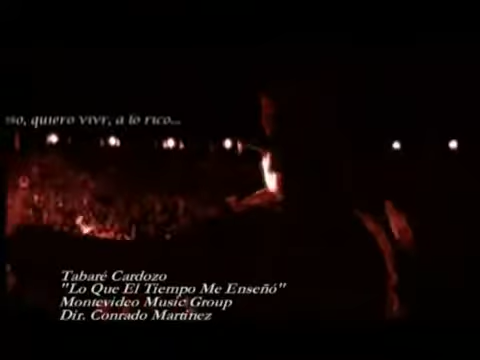 quiero vivir, a lo rico...
Tabaré Cardozo
"Lo Que El Tiempo Me Enseñó"
Montevideo Music Group
Dir. Conrado Martínez